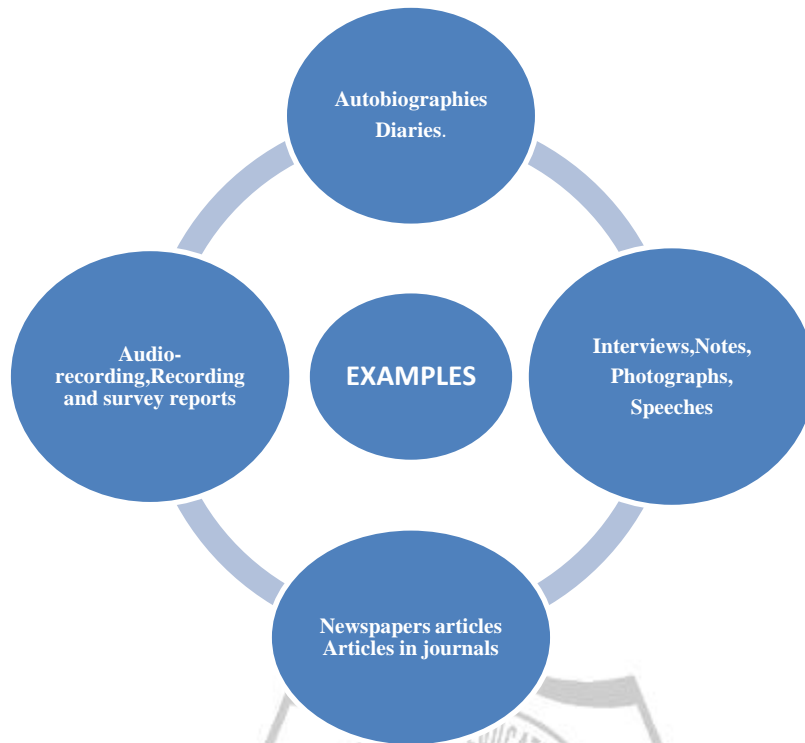 Autobiographies
Diaries.
Audio-
recording,Recording
and survey reports
EXAMPLES
Interviews,Notes,
Photographs,
Speeches
Newspapers articles
Articles in journals